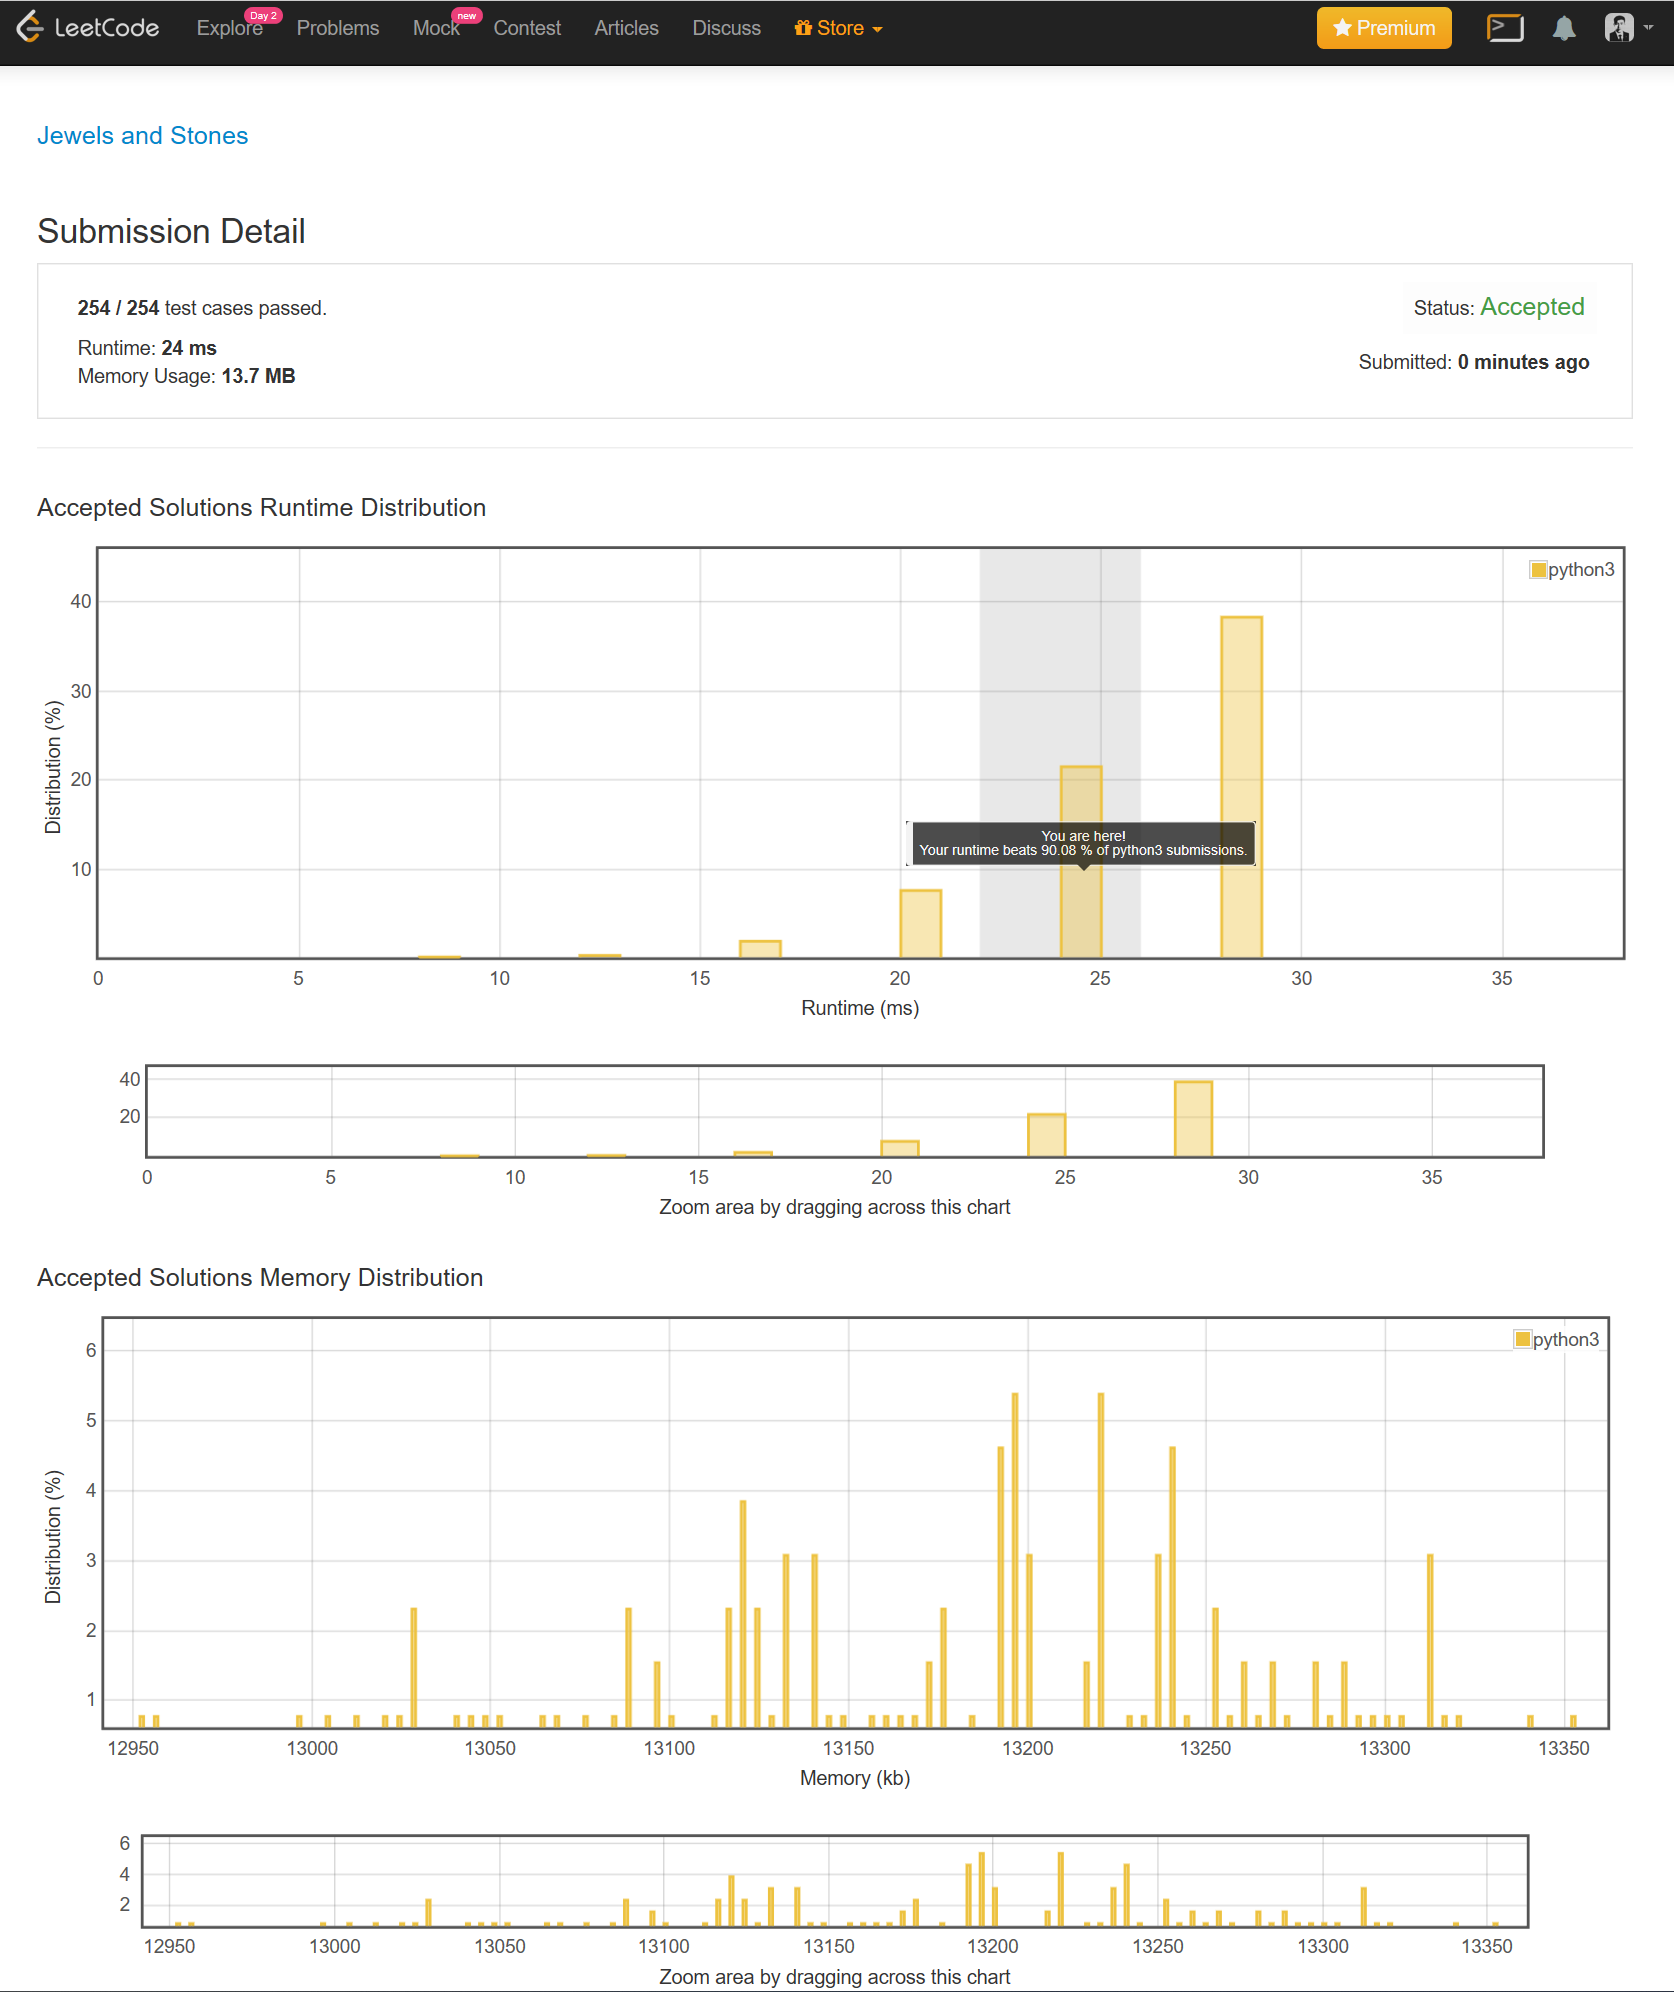 LeetCode Explore Day 2 Problems Mock new Contest Articles Discuss Store Premium
Jewels and Stones
Submission Detail
254 / 254 test cases passed.
Status: Accepted
Runtime: 24 ms
Memory Usage: 13.7 MB
Submitted: 0 minutes ago
Accepted Solutions Runtime Distribution
python3
40
30
20
10
Distribution (%)
You are here!
Your runtime beats 90.08 % of python3 submissions.
0 5 10 15 20 25 30 35
Runtime (ms)
40
20
0 5 10 15 20 25 30 35
Zoom area by dragging across this chart
Accepted Solutions Memory Distribution
python3
6
5
4
3
2
1
Distribution (%)
12950 13000 13050 13100 13150 13200 13250 13300 13350
Memory (kb)
6
4
2
12950 13000 13050 13100 13150 13200 13250 13300 13350
Zoom area by dragging across this chart